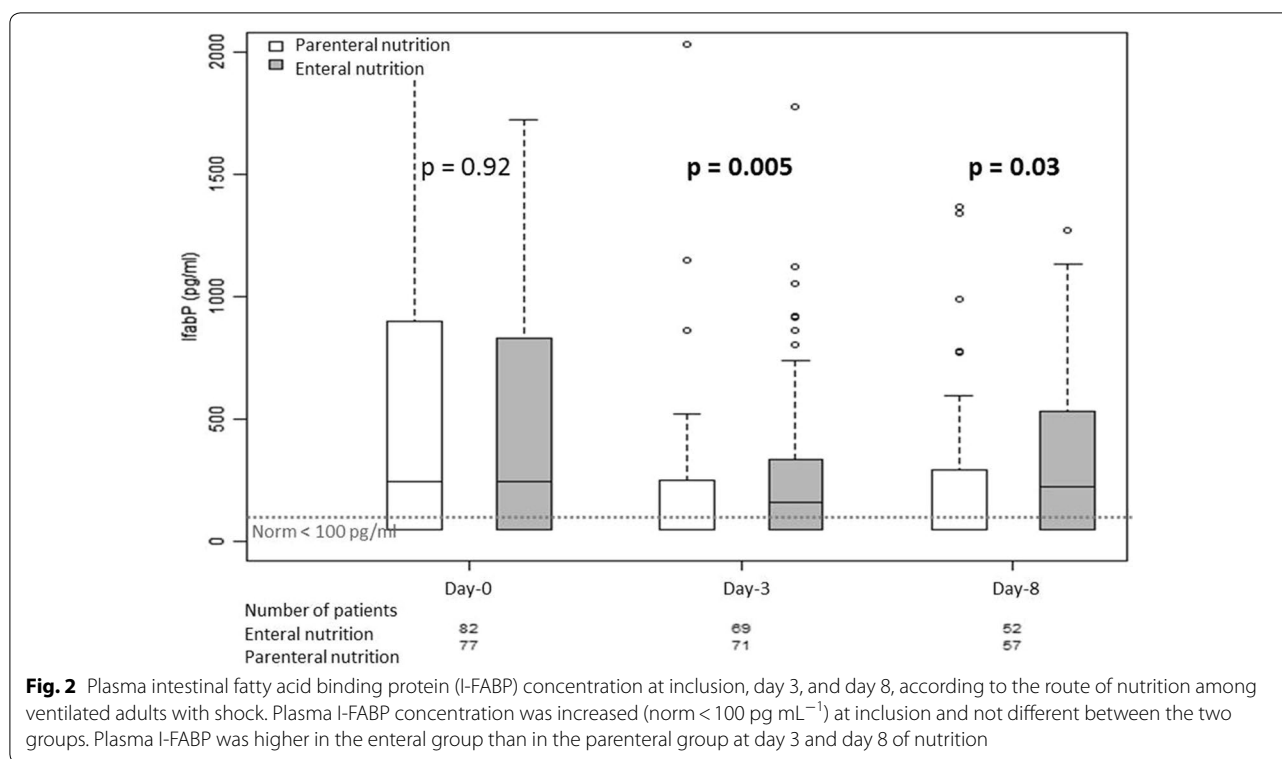 Parenteral nutrition
Enteral nutrition
2000
1500
1000
500
0
IfabP (pg/ml)
p = 0.92
p = 0.005
p = 0.03
Norm < 100 pg/ml
Day-0 Day-3 Day-8
Number of patients
Enteral nutrition 82 69 52
Parenteral nutrition 77 71 57
Fig. 2 Plasma intestinal fatty acid binding protein (I-FABP) concentration at inclusion, day 3, and day 8, according to the route of nutrition among
ventilated adults with shock. Plasma I-FABP concentration was increased (norm < 100 pg mL−1) at inclusion and not different between the two
groups. Plasma I-FABP was higher in the enteral group than in the parenteral group at day 3 and day 8 of nutrition